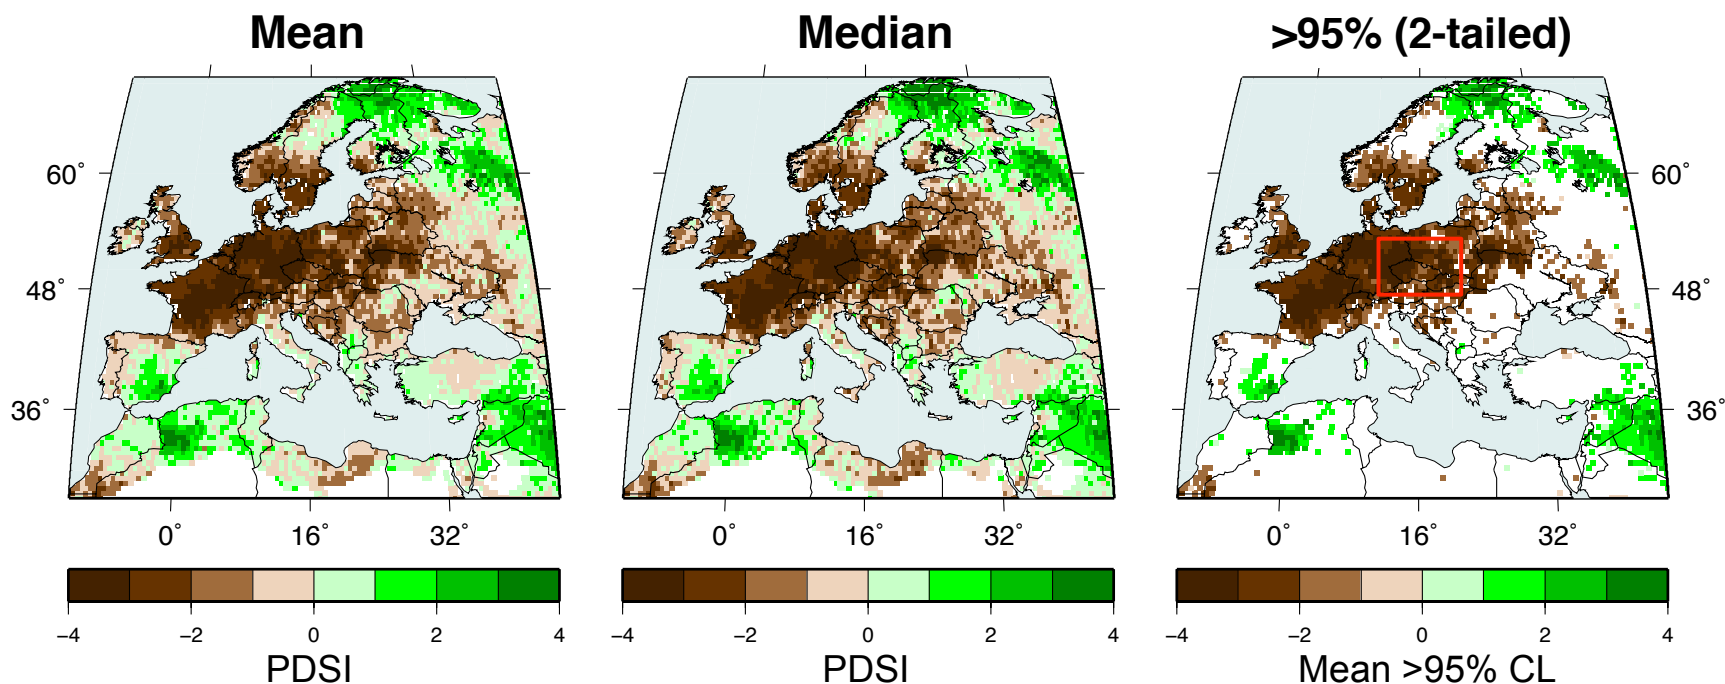 Mean Median >95% (2-tailed)
60° 60°
48° 48°
36° 36°
0° 16° 32° 0° 16° 32° 0° 16° 32°
−4 −2 0 2 4 −4 −2 0 2 4 −4 −2 0 2 4
PDSI PDSI Mean >95% CL